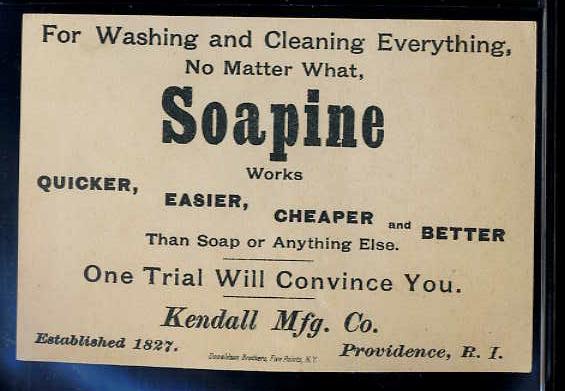 For Washing and Cleaning Everything,
No Matter What,
Soapine
Works
QUICKER,
EASIER,
CHEAPER and BETTER
Than Soap or Anything Else.
One Trial Will Convince You.
Kendall Mfg. Co.
Established 1827. Providence, R. I.
Donaldson Brothers, Five Points, N.Y.